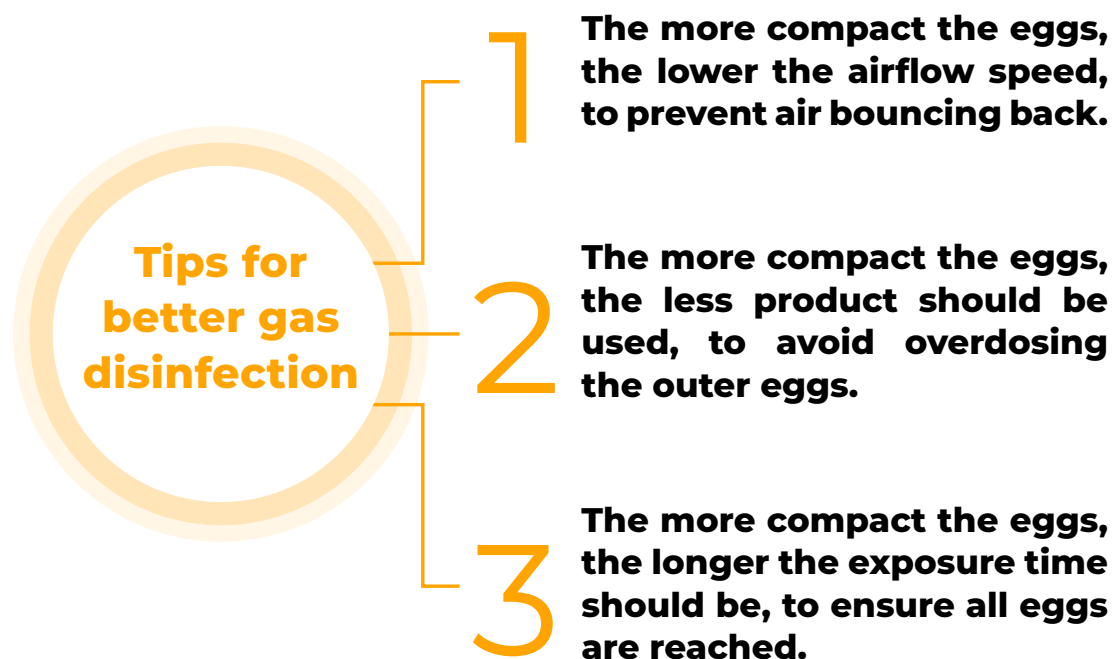 Tips for
better gas
disinfection
1
The more compact the eggs,
the lower the airflow speed,
to prevent air bouncing back.
2
The more compact the eggs,
the less product should be
used, to avoid overdosing
the outer eggs.
3
The more compact the eggs,
the longer the exposure time
should be, to ensure all eggs
are reached.